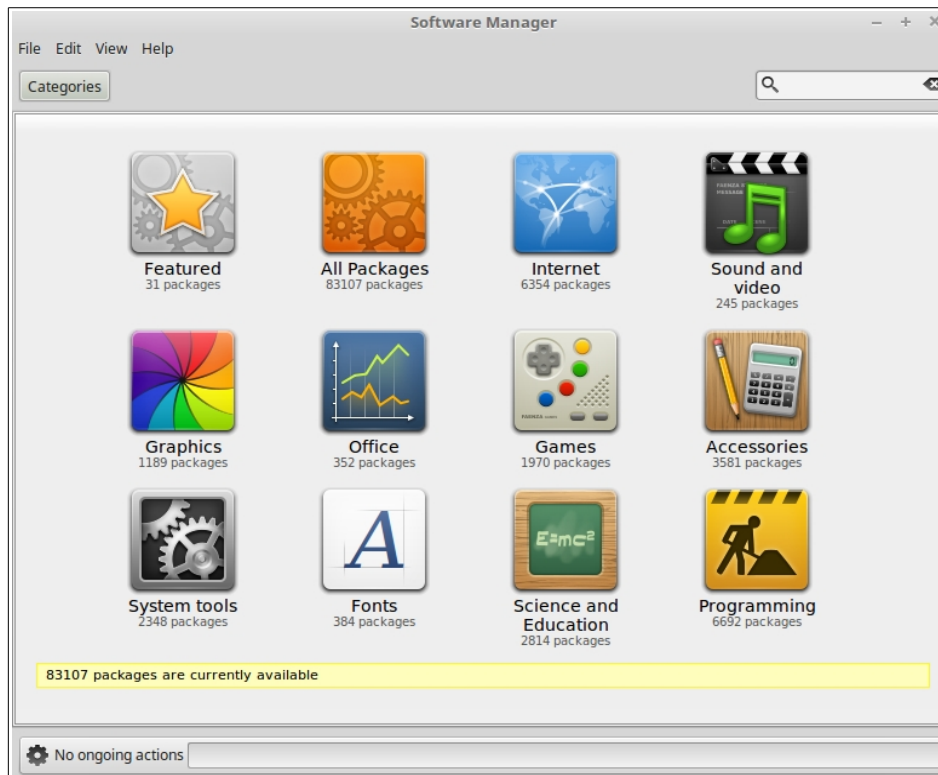 Software Manager
File Edit View Help
Categories
Featured
31 packages
All Packages
83107 packages
Internet
6354 packages
Sound and
video
245 packages
Graphics
1189 packages
Office
352 packages
Games
1970 packages
Accessories
3581 packages
System tools
2348 packages
A
Fonts
384 packages
E=mc²
Science and
Education
2814 packages
Programming
6692 packages
83107 packages are currently available
No ongoing actions